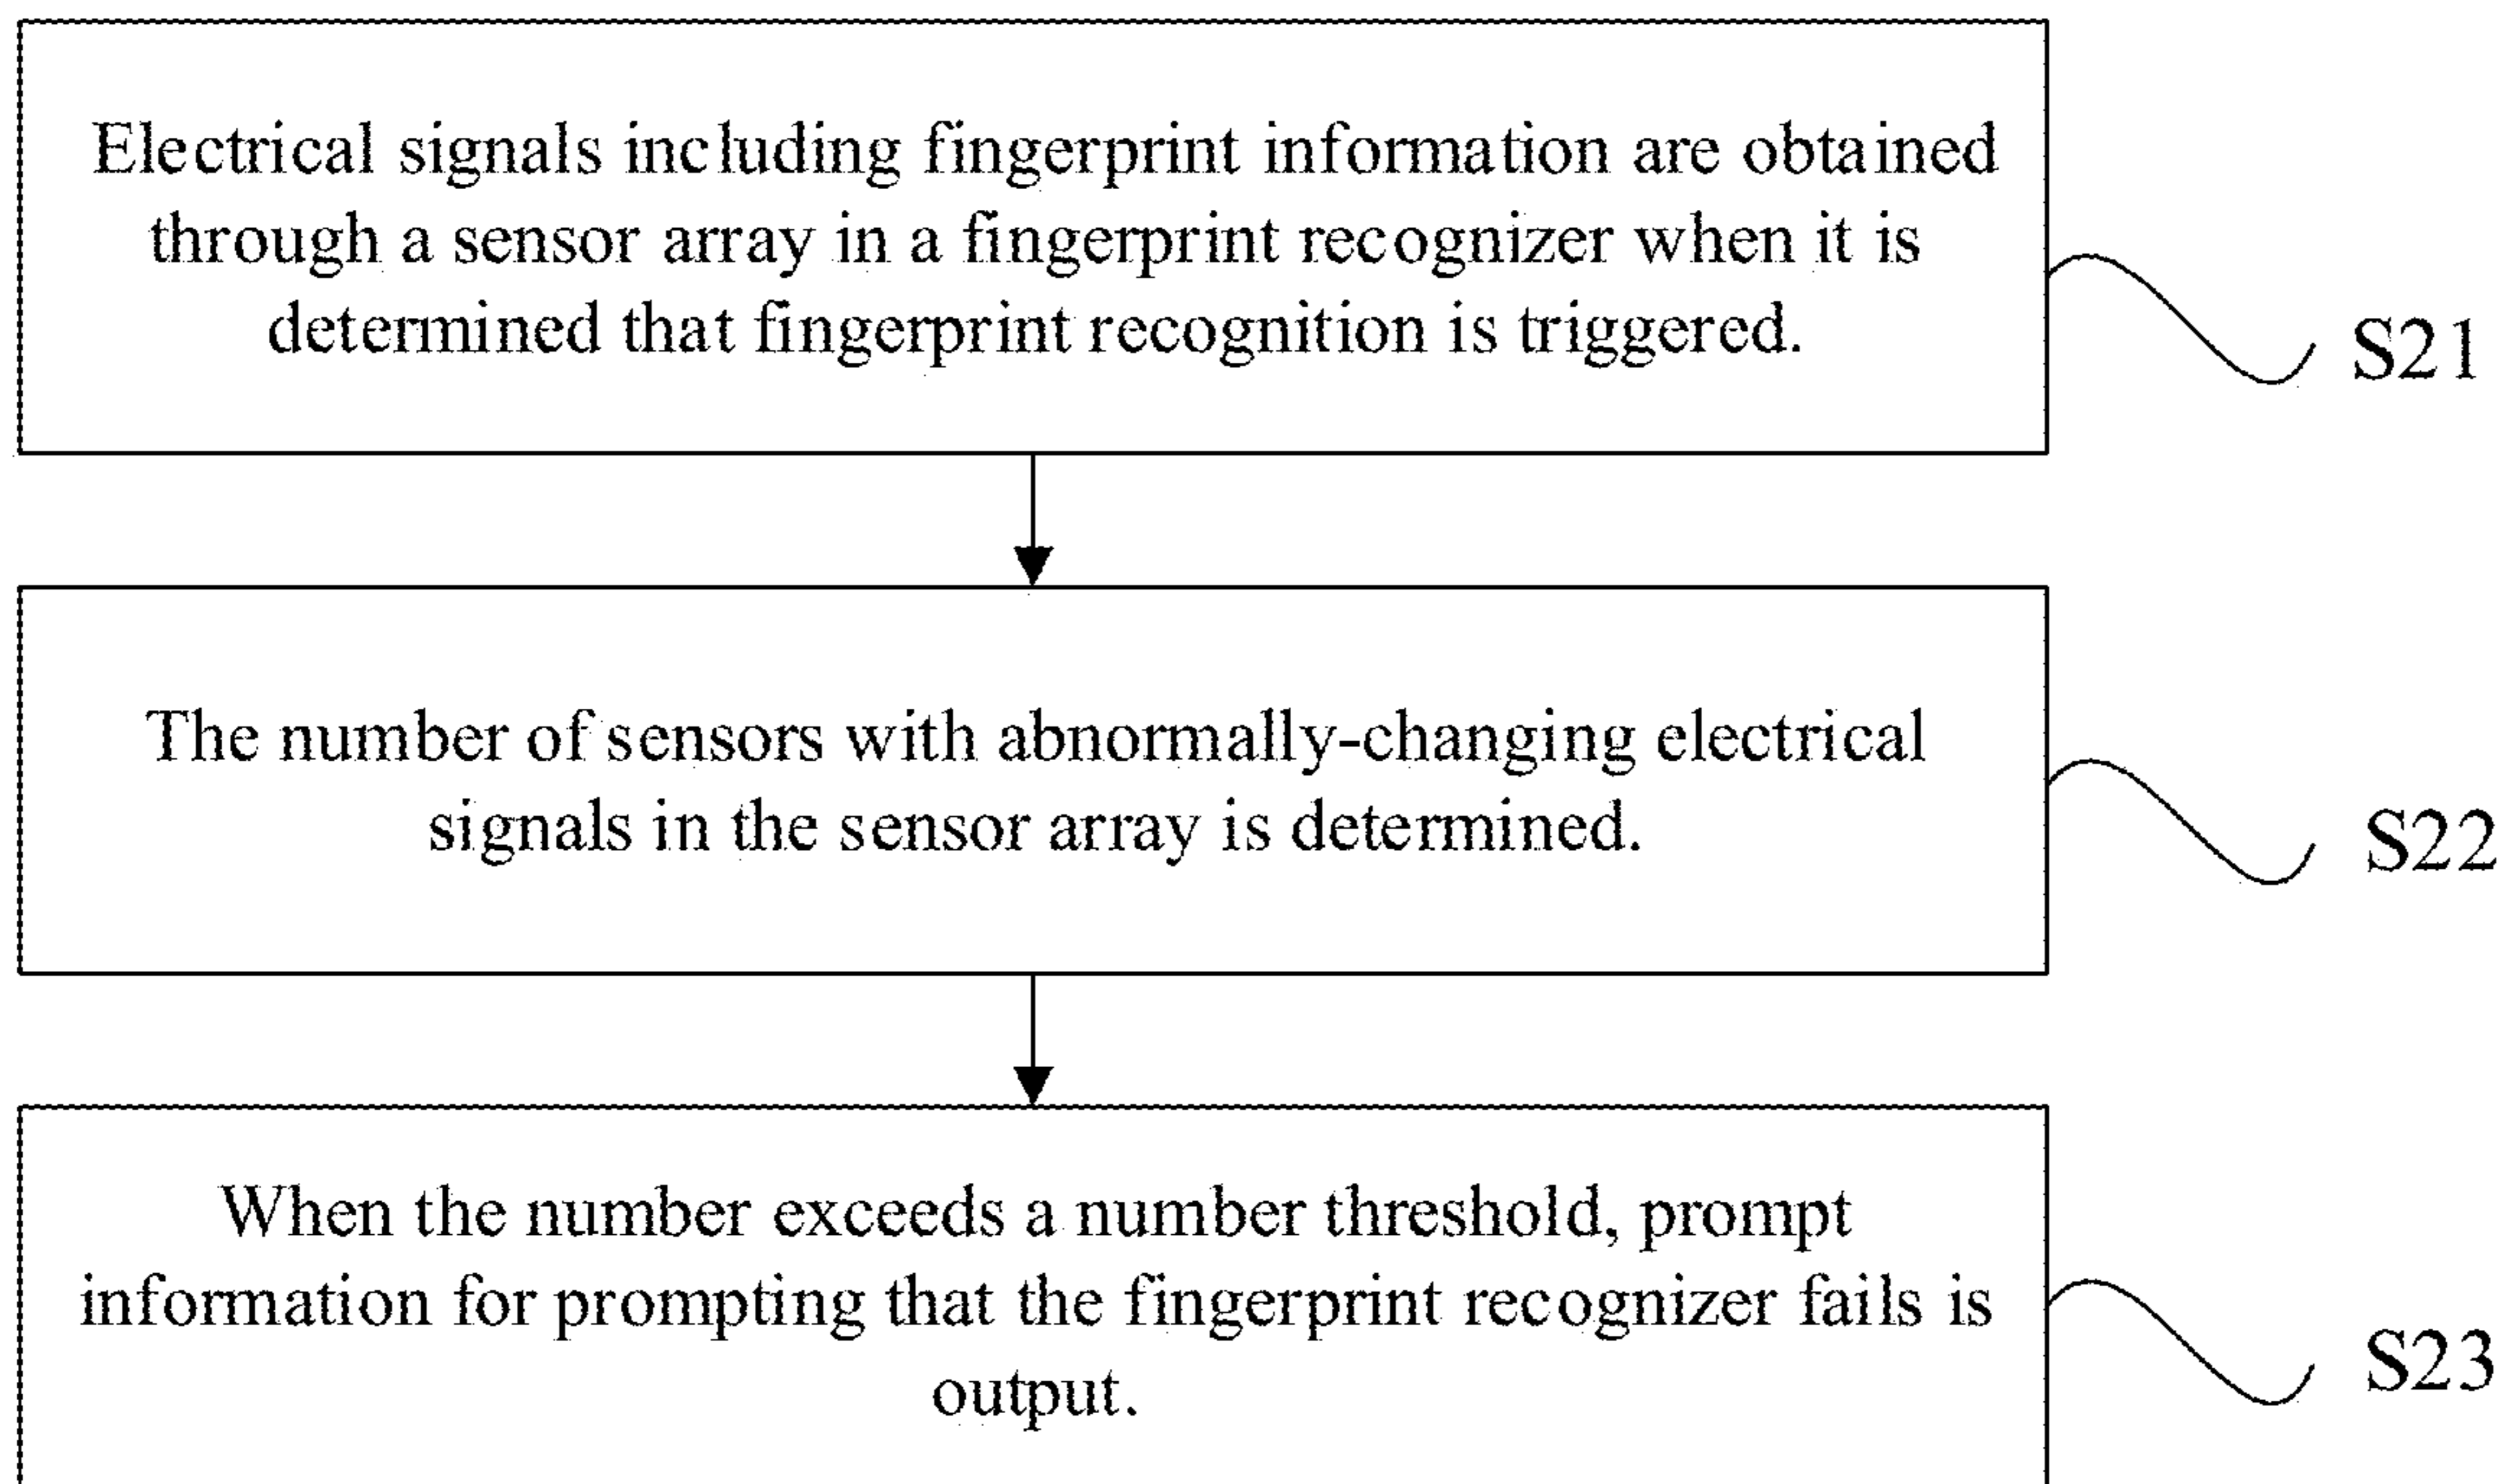 Electrical signals including fingerprint information are obtained
through a sensor array in a fingerprint recognizer when it is
determined that fingerprint recognition is triggered.
S21
The number of sensors with abnormally-changing electrical
signals in the sensor array is determined.
S22
When the number exceeds a number threshold, prompt
information for prompting that the fingerprint recognizer fails is
output.
S23